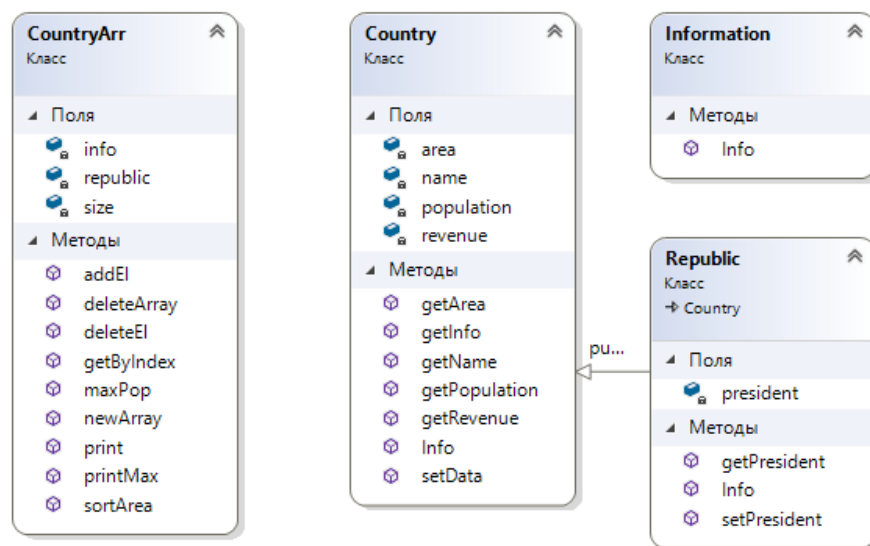 CountryArr
Класс
Поля
info
republic
size
Методы
addEl
deleteArray
deleteEl
getByIndex
maxPop
newArray
print
printMax
sortArea
Country
Класс
Поля
area
name
population
revenue
Методы
getArea
getInfo
getName
getPopulation
getRevenue
Info
setData
pu...
Information
Класс
Методы
Info
Republic
Класс
Country
Поля
president
Методы
getPresident
Info
setPresident